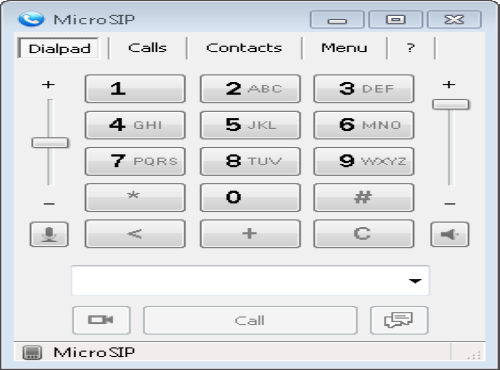 MicroSIP
Dialpad Calls Contacts Menu ?
+ +
1 2 ABC 3 DEF
4 GHI 5 JKL 6 MNO
7 PQRS 8 TUV 9 WXYZ
* 0 #
- -
< + C
Call
MicroSIP